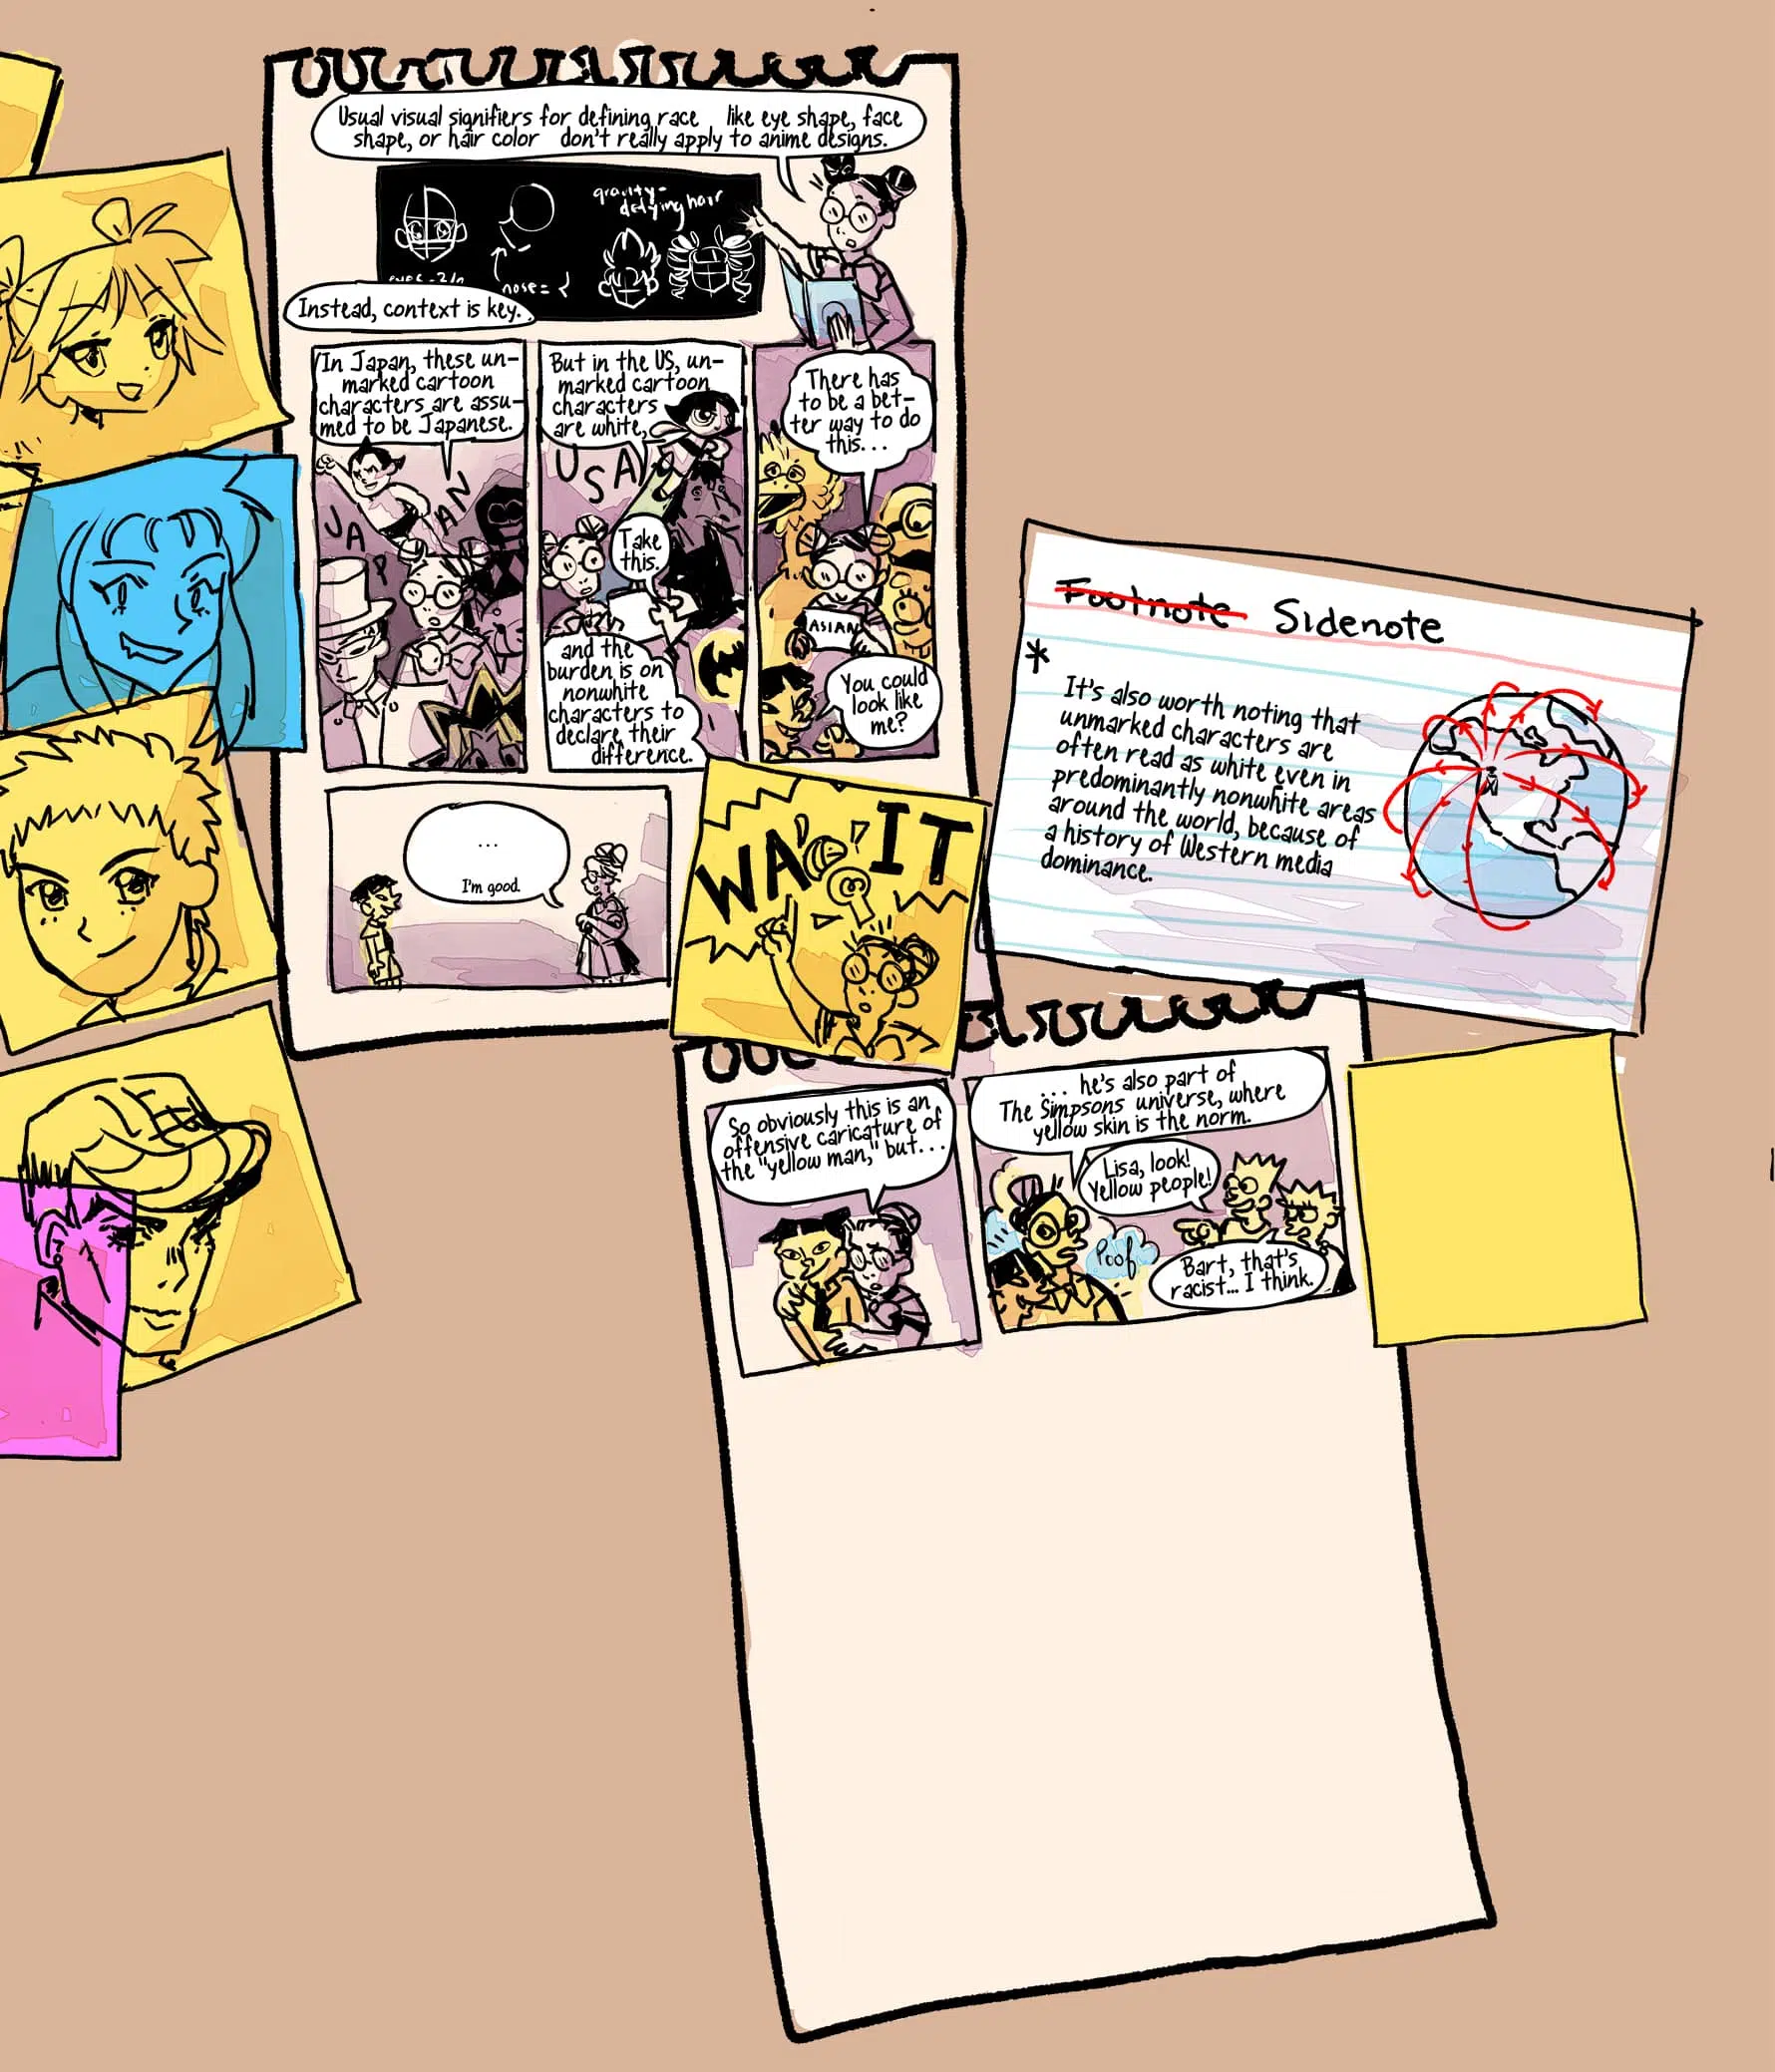 Usual visual signifiers for defining race like eye shape, face
shape, or hair color don't really apply to anime designs.
gravity-
defying hair
nose =
Instead, context is key.
In Japan, these un-
marked cartoon
characters are assu-
med to be Japanese.
JAPAN
But in the US, un-
marked cartoon
characters
are white,
USA
Take
this.
and the
burden is on
nonwhite
characters to
declare their
difference.
There has
to be a bet-
ter way to do
this...
ASIAN
You could
look like
me?
...
I'm good.
WAIT
Footnote Sidenote
*
It's also worth noting that
unmarked characters are
often read as white even in
predominantly nonwhite areas
around the world, because of
a history of Western media
dominance.
So obviously this is an
offensive caricature of
the "yellow man," but...
... he's also part of
The Simpsons universe, where
yellow skin is the norm.
Lisa, look!
Yellow people!
Poof
Bart, that's
racist... I think.